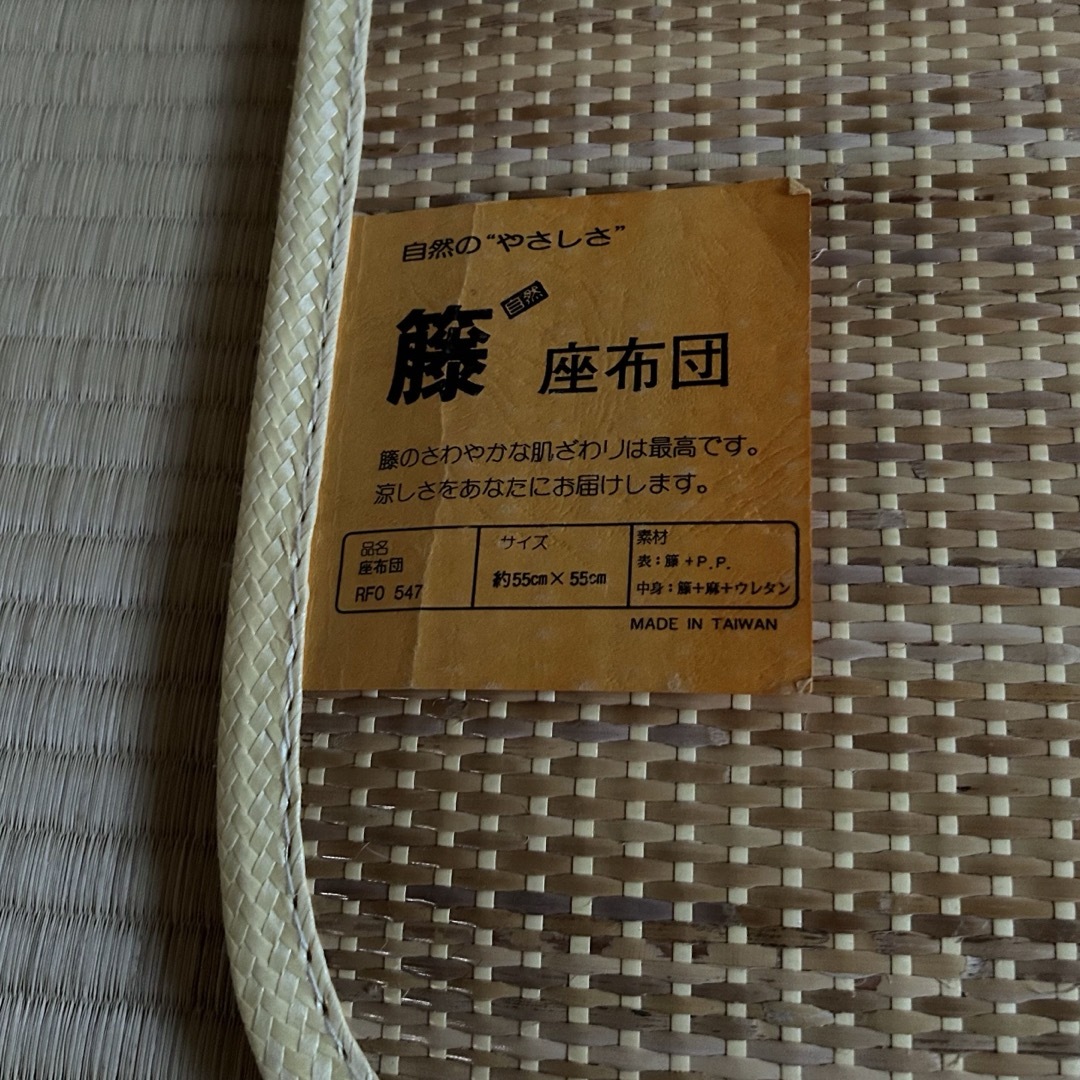 自然の“やさしさ”
自然
籐 座布団
籐のさわやかな肌ざわりは最高です。
涼しさをあなたにお届けします。
品名
座布団
RFO 547
サイズ
約55cm×55cm
素材
表：籐+P.P.
中身：籐+麻+ウレタン
MADE IN TAIWAN